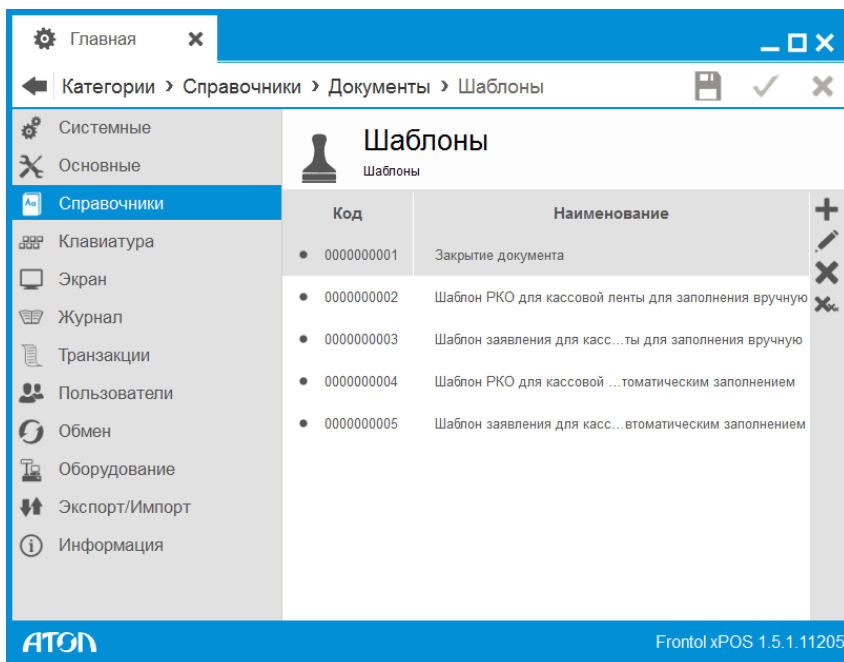 Главная
Категории › Справочники › Документы › Шаблоны
Системные
Основные
Справочники
Клавиатура
Экран
Журнал
Транзакции
Пользователи
Обмен
Оборудование
Экспорт/Импорт
Информация
Шаблоны
Шаблоны
Код Наименование
0000000001 Закрытие документа
0000000002 Шаблон РКО для кассовой ленты для заполнения вручную
0000000003 Шаблон заявления для касс...ты для заполнения вручную
0000000004 Шаблон РКО для кассовой ...томатическим заполнением
0000000005 Шаблон заявления для касс...втоматическим заполнением
АТОЛ Frontol xPOS 1.5.1.11205